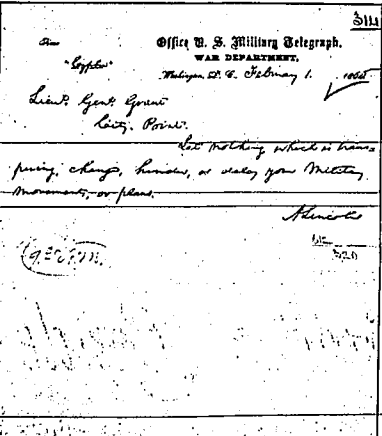 314
Office U. S. Military Telegraph,
WAR DEPARTMENT,
"Cypher"
Washington, D. C. February 1. 1865
Lieut. Genl. Grant
City. Point.
Let nothing which is trans=
piring, change, hinder, or delay your Military
movements, or plans.
A Lincoln